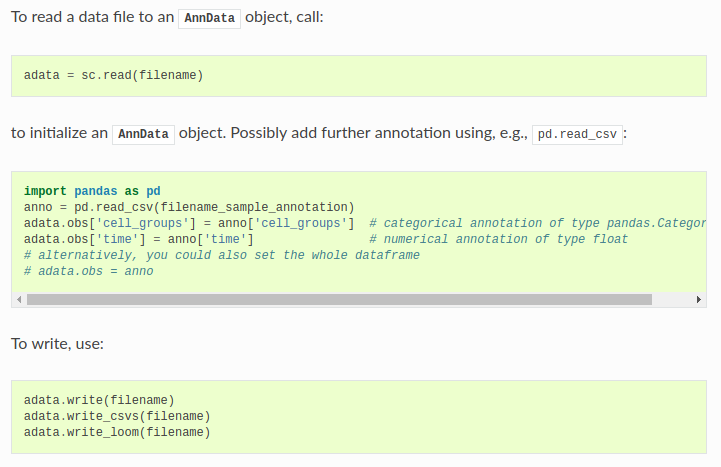 To read a data file to an AnnData object, call:
adata = sc.read(filename)
to initialize an AnnData object. Possibly add further annotation using, e.g., pd.read_csv:
import pandas as pd
anno = pd.read_csv(filename_sample_annotation)
adata.obs['cell_groups'] = anno['cell_groups']  # categorical annotation of type pandas.Categor
adata.obs['time'] = anno['time']                # numerical annotation of type float
# alternatively, you could also set the whole dataframe
# adata.obs = anno
To write, use:
adata.write(filename)
adata.write_csvs(filename)
adata.write_loom(filename)